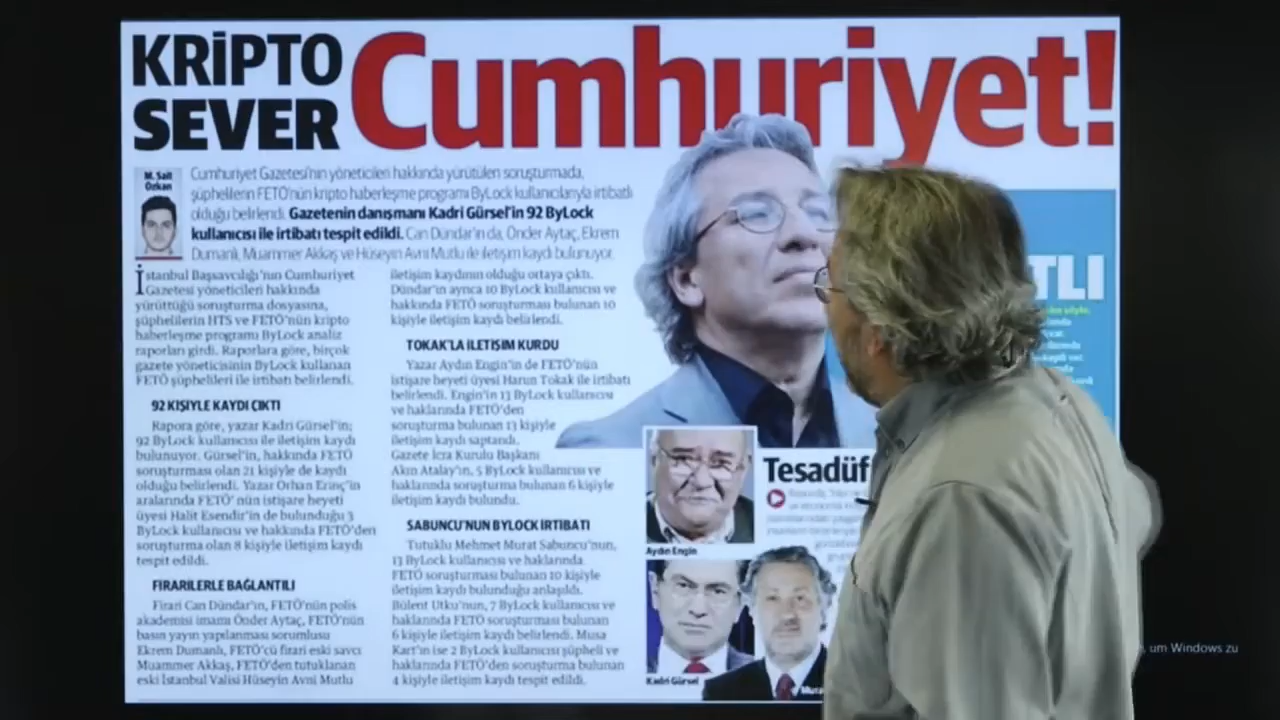 KRİPTO
SEVER
Cumhuriyet!
M. Sait
Özkan
Cumhuriyet Gazetesi'nin yöneticileri hakkında yürütülen soruşturmada,
şüphelilerin FETÖ'nün kripto haberleşme programı ByLock kullanıcılarıyla irtibatlı
olduğu belirlendi. Gazetenin danışmanı Kadri Gürsel'in 92 ByLock
kullanıcısı ile irtibatı tespit edildi. Can Dündar'ın da, Önder Aytaç, Ekrem
Dumanlı, Muammer Akkaş ve Hüseyin Avni Mutlu ile iletişim kaydı bulunuyor.
İstanbul Başsavcılığı'nın Cumhuriyet
Gazetesi yöneticileri hakkında
yürüttüğü soruşturma dosyasına,
şüphelilerin HTS ve FETÖ'nün kripto
haberleşme programı ByLock analiz
raporları girdi. Raporlara göre, birçok
gazete yöneticisinin ByLock kullanan
FETÖ şüphelileri ile irtibatı belirlendi.
92 KIŞIYLE KAYDI ÇIKTI
Rapora göre, yazar Kadri Gürsel'in;
92 ByLock kullanıcısı ile iletişim kaydı
bulunuyor. Gürsel'in, hakkında FETÖ
soruşturması olan 21 kişiyle de kaydı
olduğu belirlendi. Yazar Orhan Erinç'in
aralarında FETÖ' nün istişare heyeti
üyesi Halit Esendir'in de bulunduğu 3
ByLock kullanıcısı ve hakkında FETÖ'den
soruşturma olan 8 kişiyle iletişim kaydı
tespit edildi.
FIRARILERLE BAĞLANTILI
Firari Can Dündar'ın, FETÖ'nün polis
akademisi imamı Önder Aytaç, FETÖ'nün
basın yayın yapılanması sorumlusu
Ekrem Dumanlı, FETÖ'cü firari eski savcı
Muammer Akkaş, FETÖ'den tutuklanan
eski İstanbul Valisi Hüseyin Avni Mutlu
iletişim kaydının olduğu ortaya çıktı.
Dündar'ın ayrıca 10 ByLock kullanıcısı ve
hakkında FETÖ soruşturması bulunan 10
kişiyle iletişim kaydı belirlendi.
TOKAK'LA ILETIŞIM KURDU
Yazar Aydın Engin'in de FETÖ'nün
istişare heyeti üyesi Harun Tokak ile irtibatı
belirlendi. Engin'in 13 ByLock kullanıcısı
ve haklarında FETÖ'den
soruşturma bulunan 13 kişiyle
iletişim kaydı saptandı.
Gazete İcra Kurulu Başkanı
Akın Atalay'ın, 5 ByLock kullanıcısı ve
haklarında soruşturma bulunan 6 kişiyle
iletişim kaydı bulundu.
SABUNCU'NUN BYLOCK IRTIBATI
Tutuklu Mehmet Murat Sabuncu'nun,
13 ByLock kullanıcısı ve haklarında
FETÖ soruşturması bulunan 10 kişiyle
iletişim kaydı bulunduğu anlaşıldı.
Bülent Utku'nun, 7 ByLock kullanıcısı ve
haklarında FETÖ soruşturması bulunan
6 kişiyle iletişim kaydı belirlendi. Musa
Kart'ın ise 2 ByLock kullanıcısı şüpheli ve
haklarında FETÖ'den soruşturma bulunan
4 kişiyle iletişim kaydı tespit edildi.
TLI
Tesadüf
Aydın Engin
Kadri Gürsel
Mura
um Windows zu